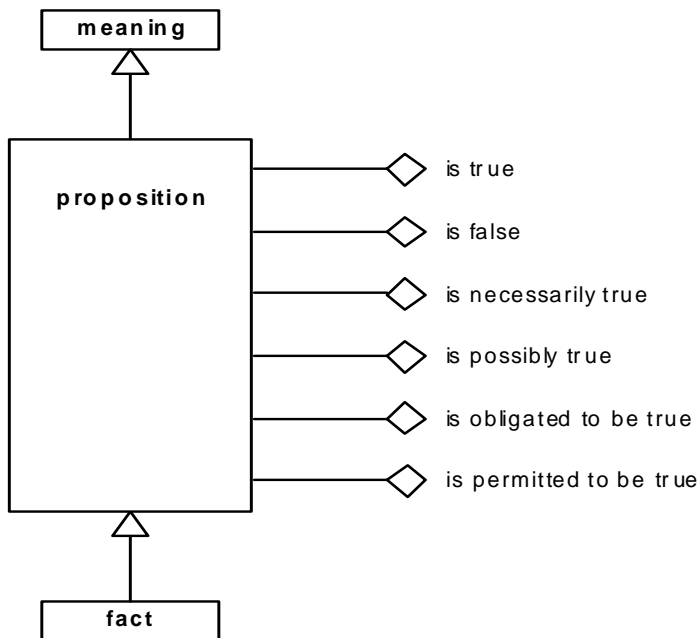 meaning
proposition
is true
is false
is necessarily true
is possibly true
is obligated to be true
is permitted to be true
fact